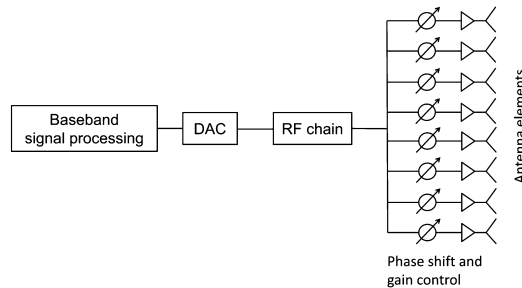 Baseband
signal processing
DAC
RF chain
Antenna elements
Phase shift and
gain control